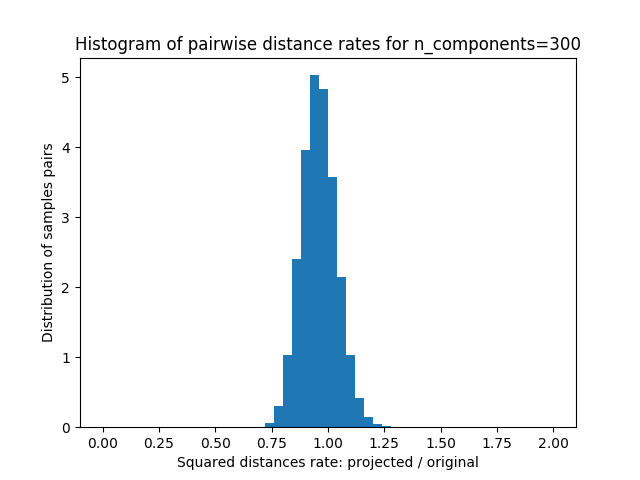 Histogram of pairwise distance rates for n_components=300
Distribution of samples pairs
5
4
3
2
1
0
0.00 0.25 0.50 0.75 1.00 1.25 1.50 1.75 2.00
Squared distances rate: projected / original